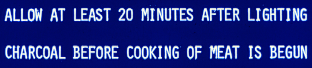 ALLOW AT LEAST 20 MINUTES AFTER LIGHTING
CHARCOAL BEFORE COOKING OF MEAT IS BEGUN